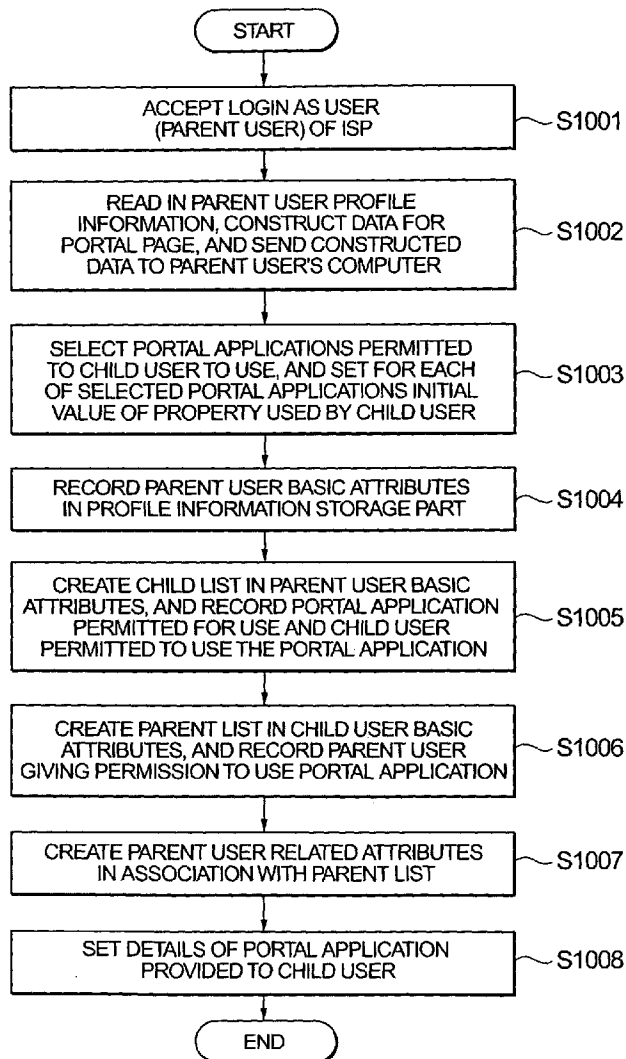 START
ACCEPT LOGIN AS USER
(PARENT USER) OF ISP
S1001
READ IN PARENT USER PROFILE
INFORMATION, CONSTRUCT DATA FOR
PORTAL PAGE, AND SEND CONSTRUCTED
DATA TO PARENT USER'S COMPUTER
S1002
SELECT PORTAL APPLICATIONS PERMITTED
TO CHILD USER TO USE, AND SET FOR EACH
OF SELECTED PORTAL APPLICATIONS INITIAL
VALUE OF PROPERTY USED BY CHILD USER
S1003
RECORD PARENT USER BASIC ATTRIBUTES
IN PROFILE INFORMATION STORAGE PART
S1004
CREATE CHILD LIST IN PARENT USER BASIC
ATTRIBUTES, AND RECORD PORTAL APPLICATION
PERMITTED FOR USE AND CHILD USER
PERMITTED TO USE THE PORTAL APPLICATION
S1005
CREATE PARENT LIST IN CHILD USER BASIC
ATTRIBUTES, AND RECORD PARENT USER
GIVING PERMISSION TO USE PORTAL APPLICATION
S1006
CREATE PARENT USER RELATED ATTRIBUTES
IN ASSOCIATION WITH PARENT LIST
S1007
SET DETAILS OF PORTAL APPLICATION
PROVIDED TO CHILD USER
S1008
END